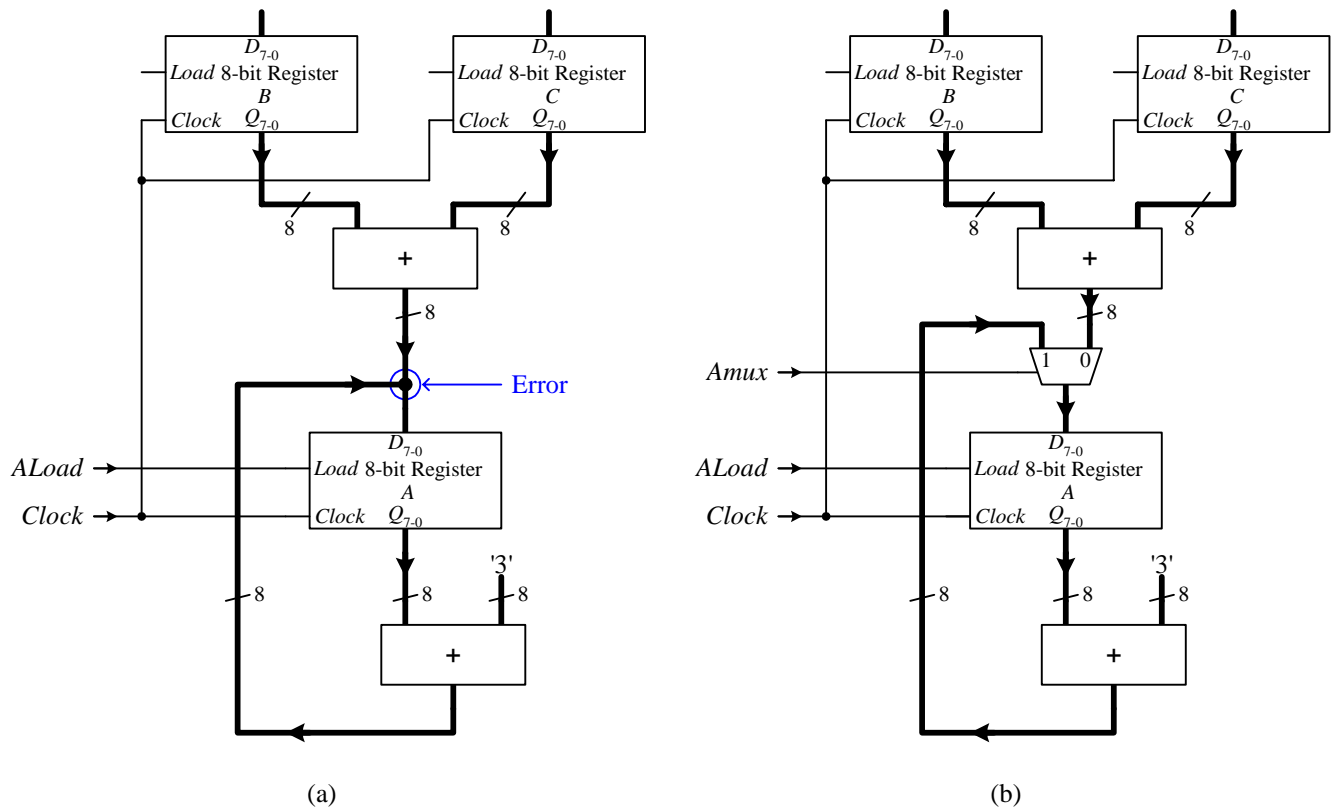 D7-0
Load 8-bit Register
B
Clock Q7-0
D7-0
Load 8-bit Register
C
Clock Q7-0
8
8
+
8
Error
ALoad
D7-0
Load 8-bit Register
A
Clock
Clock Q7-0
'3'
8
8
8
+
(a)
D7-0
Load 8-bit Register
B
Clock Q7-0
D7-0
Load 8-bit Register
C
Clock Q7-0
8
8
+
8
1 0
Amux
ALoad
D7-0
Load 8-bit Register
A
Clock
Clock Q7-0
'3'
8
8
8
+
(b)